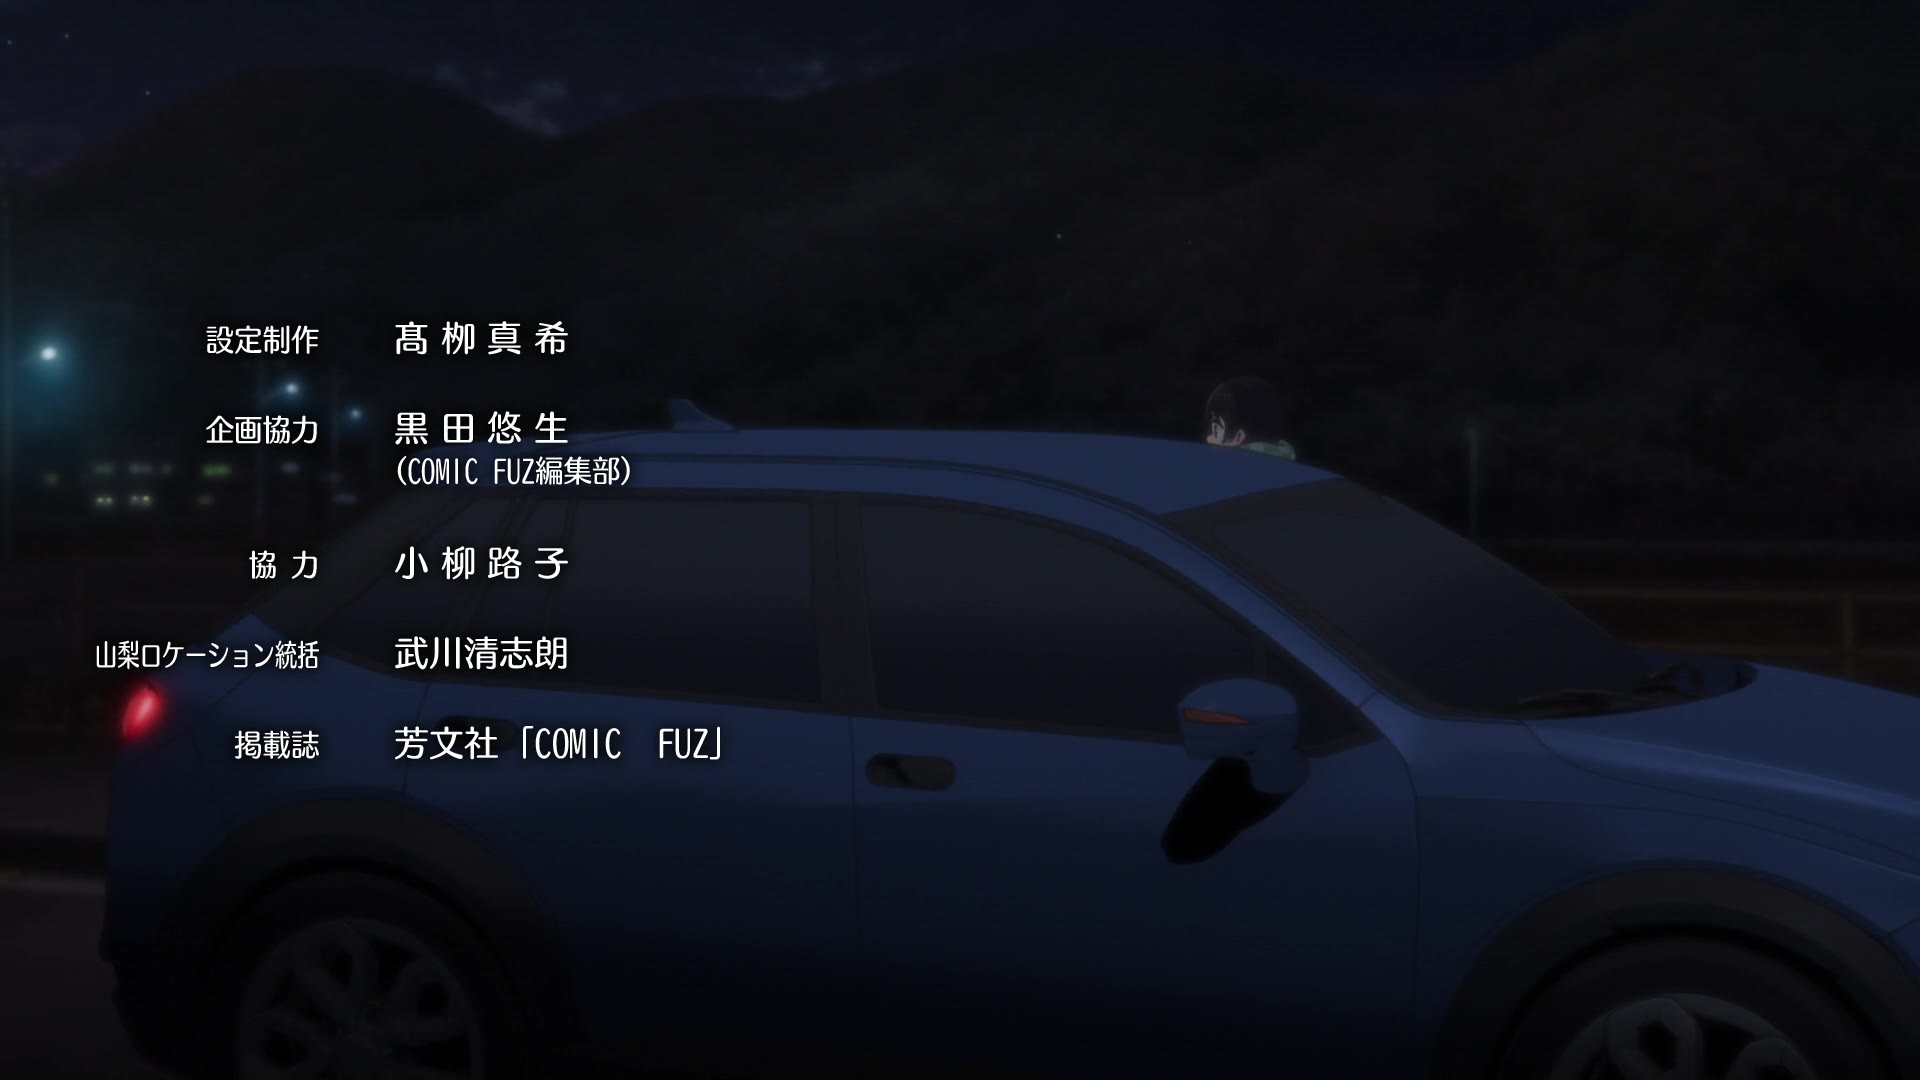 設定制作 髙栁真希
企画協力 黒田悠生
(COMIC FUZ編集部)
協力 小柳路子
山梨ロケーション統括 武川清志朗
掲載誌 芳文社「COMIC FUZ」